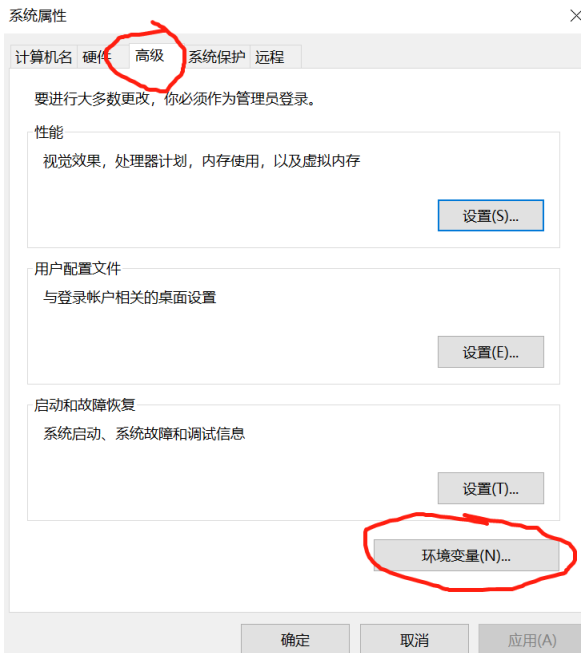 系统属性
计算机名 硬件 高级 系统保护 远程
要进行大多数更改，你必须作为管理员登录。
性能
视觉效果，处理器计划，内存使用，以及虚拟内存
设置(S)...
用户配置文件
与登录帐户相关的桌面设置
设置(E)...
启动和故障恢复
系统启动、系统故障和调试信息
设置(T)...
环境变量(N)...
确定 取消 应用(A)